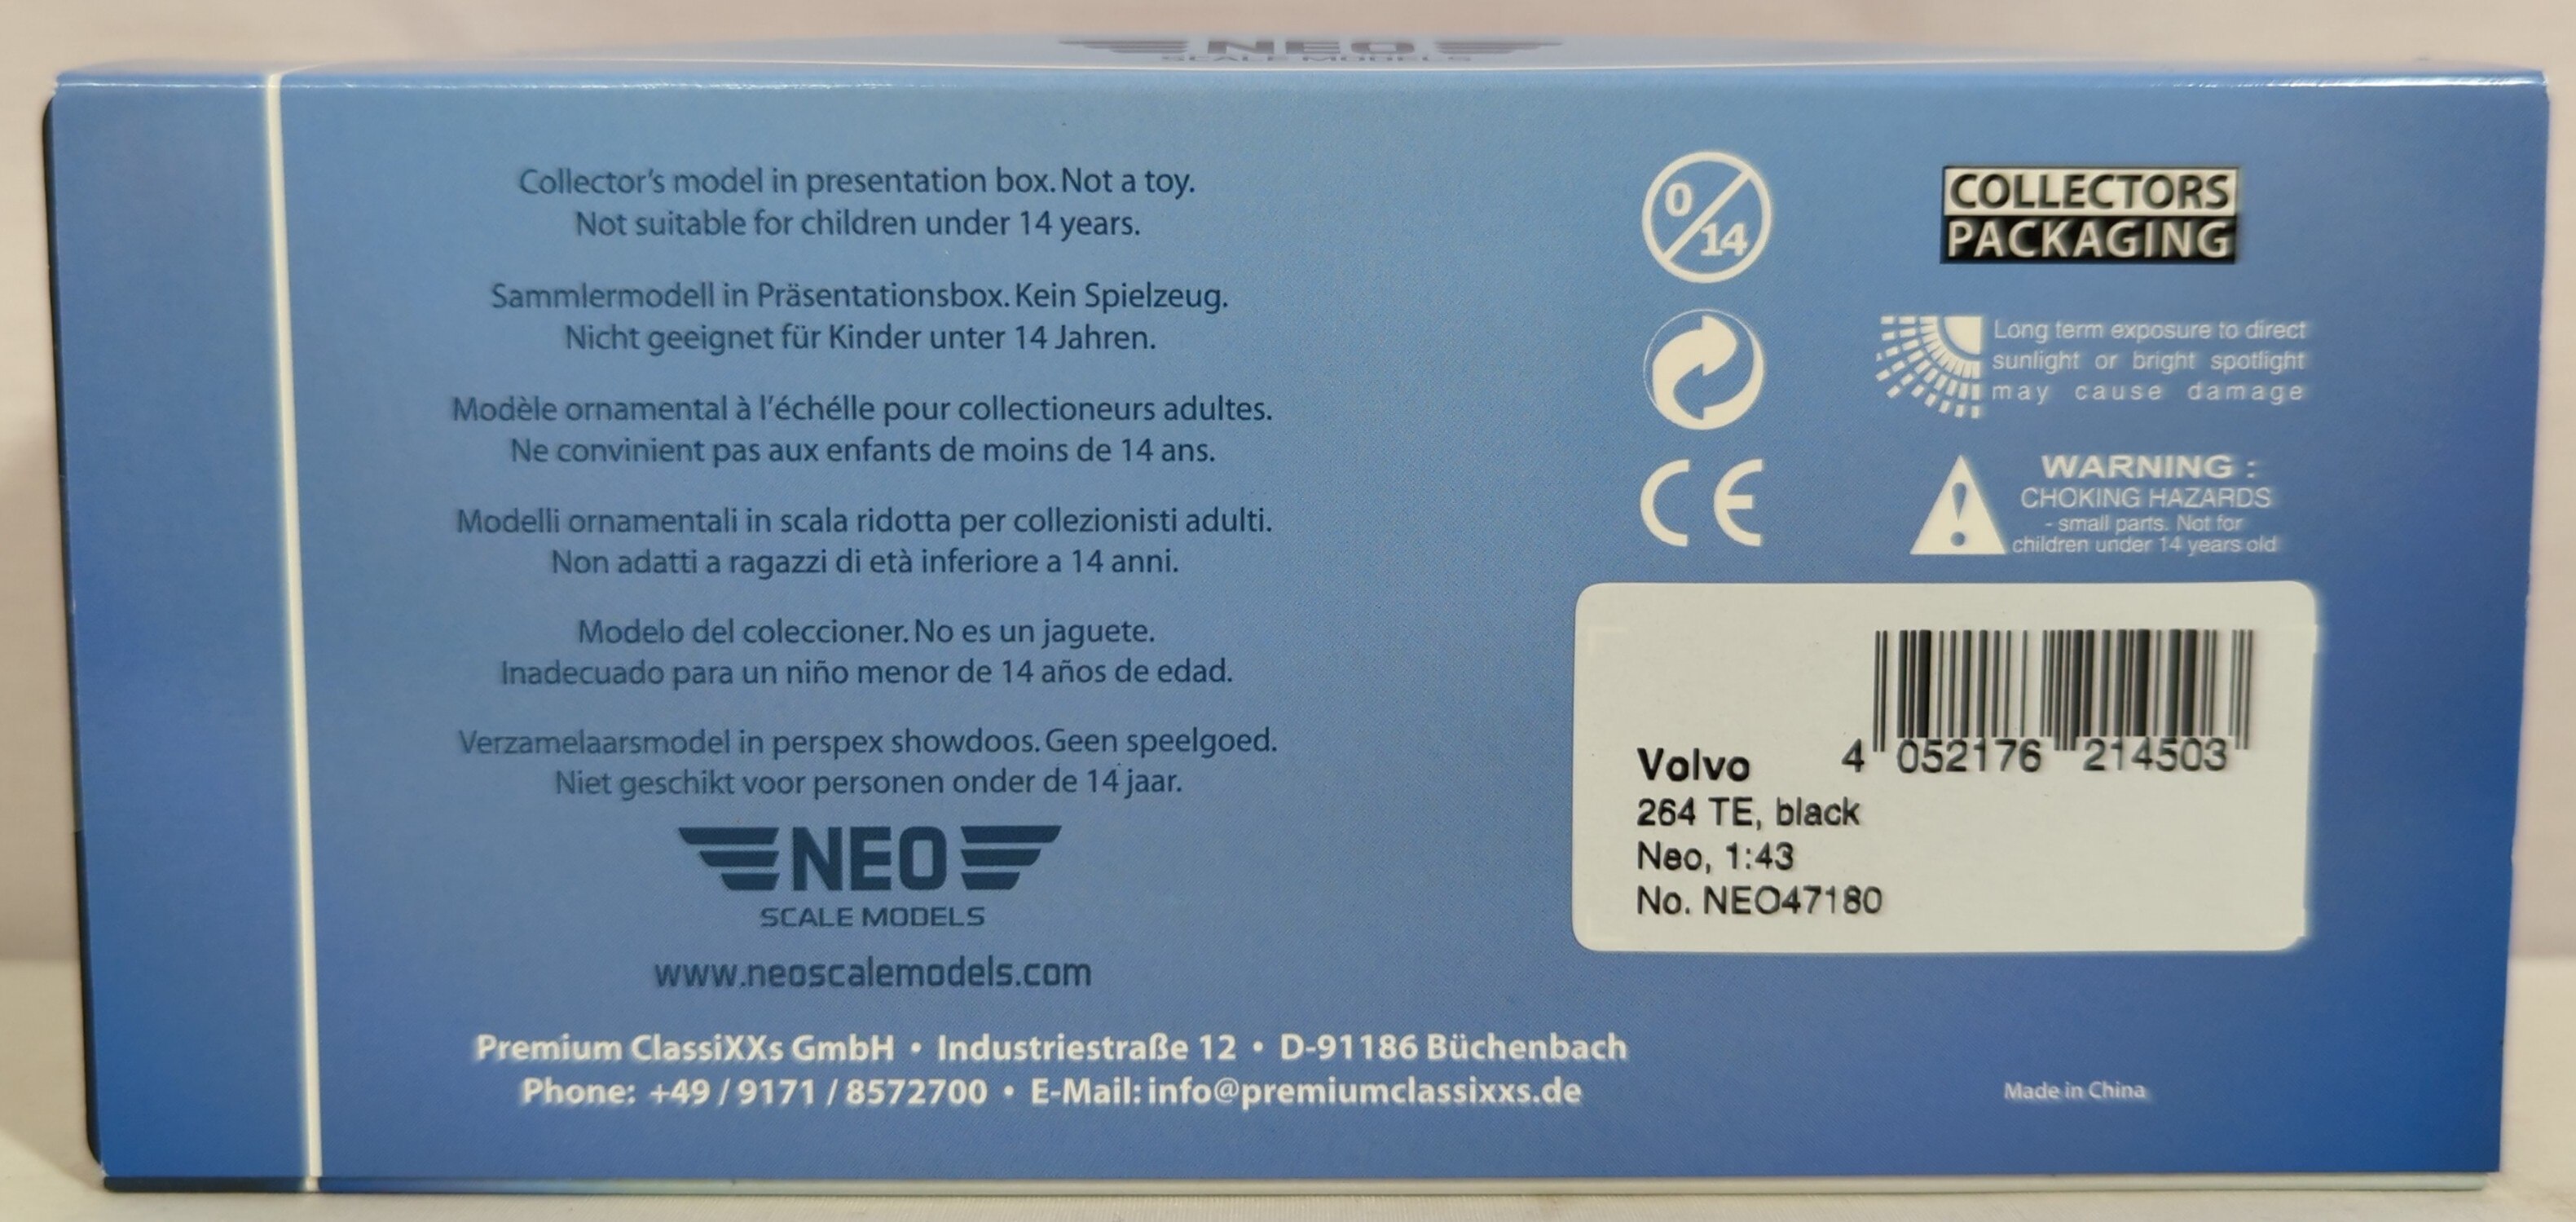 NEO
SCALE MODELS
Collector's model in presentation box. Not a toy.
Not suitable for children under 14 years.
Sammlermodell in Präsentationsbox. Kein Spielzeug.
Nicht geeignet für Kinder unter 14 Jahren.
Modèle ornamental à l'échélle pour collectioneurs adultes.
Ne convinient pas aux enfants de moins de 14 ans.
Modelli ornamentali in scala ridotta per collezionisti adulti.
Non adatti a ragazzi di età inferiore a 14 anni.
Modelo del coleccioner. No es un jaguete.
Inadecuado para un niño menor de 14 años de edad.
Verzamelaarsmodel in perspex showdoos. Geen speelgoed.
Niet geschikt voor personen onder de 14 jaar.
NEO
SCALE MODELS
www.neoscalemodels.com
Premium ClassiXXs GmbH • Industriestraße 12 • D-91186 Büchenbach
Phone: +49 / 9171 / 8572700 • E-Mail: info@premiumclassixxs.de
0/14
CE
COLLECTORS
PACKAGING
Long term exposure to direct
sunlight or bright spotlight
may cause damage
WARNING :
CHOKING HAZARDS
- small parts. Not for
children under 14 years old
4 052176 214503
Volvo
264 TE, black
Neo, 1:43
No. NEO47180
Made in China